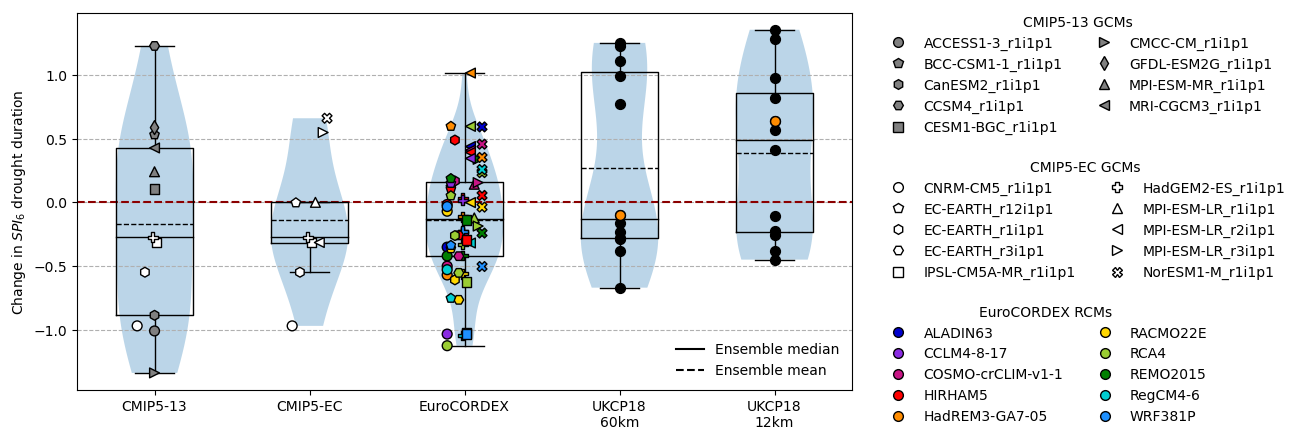 Change in SPI6 drought duration
1.0
0.5
0.0
−0.5
−1.0
CMIP5-13
CMIP5-EC
EuroCORDEX
UKCP18
60km
UKCP18
12km
Ensemble median
Ensemble mean
CMIP5-13 GCMs
ACCESS1-3_r1i1p1
BCC-CSM1-1_r1i1p1
CanESM2_r1i1p1
CCSM4_r1i1p1
CESM1-BGC_r1i1p1
CMCC-CM_r1i1p1
GFDL-ESM2G_r1i1p1
MPI-ESM-MR_r1i1p1
MRI-CGCM3_r1i1p1
CMIP5-EC GCMs
CNRM-CM5_r1i1p1
EC-EARTH_r12i1p1
EC-EARTH_r1i1p1
EC-EARTH_r3i1p1
IPSL-CM5A-MR_r1i1p1
HadGEM2-ES_r1i1p1
MPI-ESM-LR_r1i1p1
MPI-ESM-LR_r2i1p1
MPI-ESM-LR_r3i1p1
NorESM1-M_r1i1p1
EuroCORDEX RCMs
ALADIN63
CCLM4-8-17
COSMO-crCLIM-v1-1
HIRHAM5
HadREM3-GA7-05
RACMO22E
RCA4
REMO2015
RegCM4-6
WRF381P